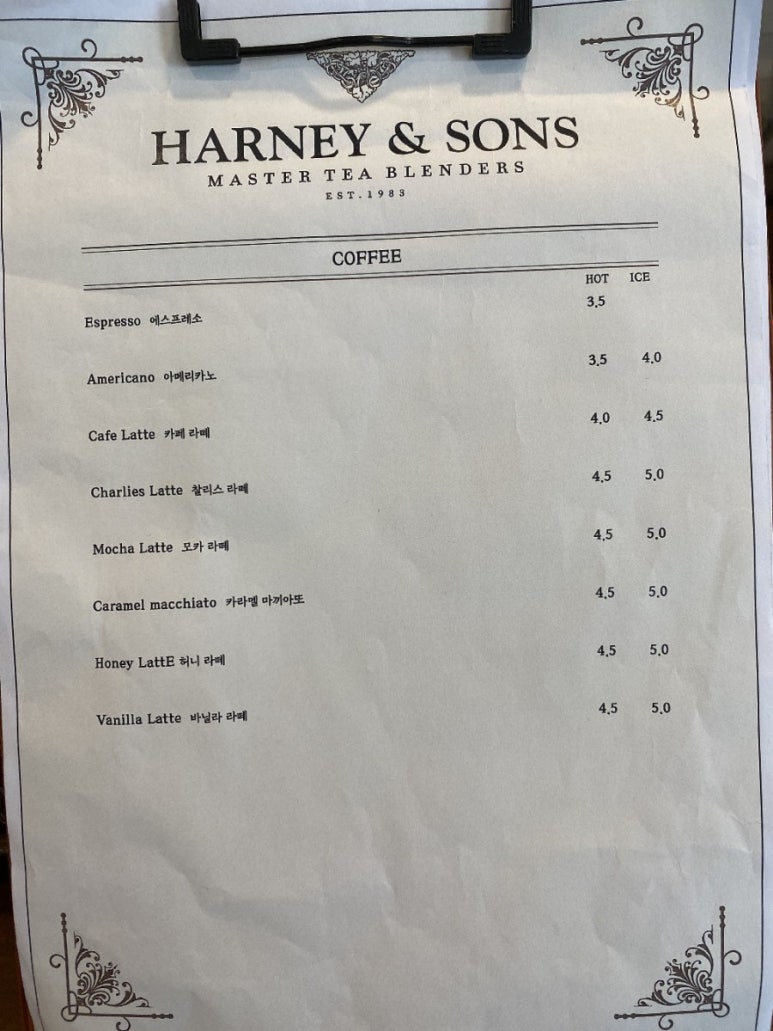 HARNEY & SONS
MASTER TEA BLENDERS
EST.1983
COFFEE
HOT ICE
Espresso 에스프레소 3.5
Americano 아메리카노 3.5 4.0
Cafe Latte 카페 라떼 4.0 4.5
Charlies Latte 찰리스 라떼 4.5 5.0
Mocha Latte 모카 라떼 4.5 5.0
Caramel macchiato 카라멜 마끼아또 4.5 5.0
Honey LattE 허니 라떼 4.5 5.0
Vanilla Latte 바닐라 라떼 4.5 5.0